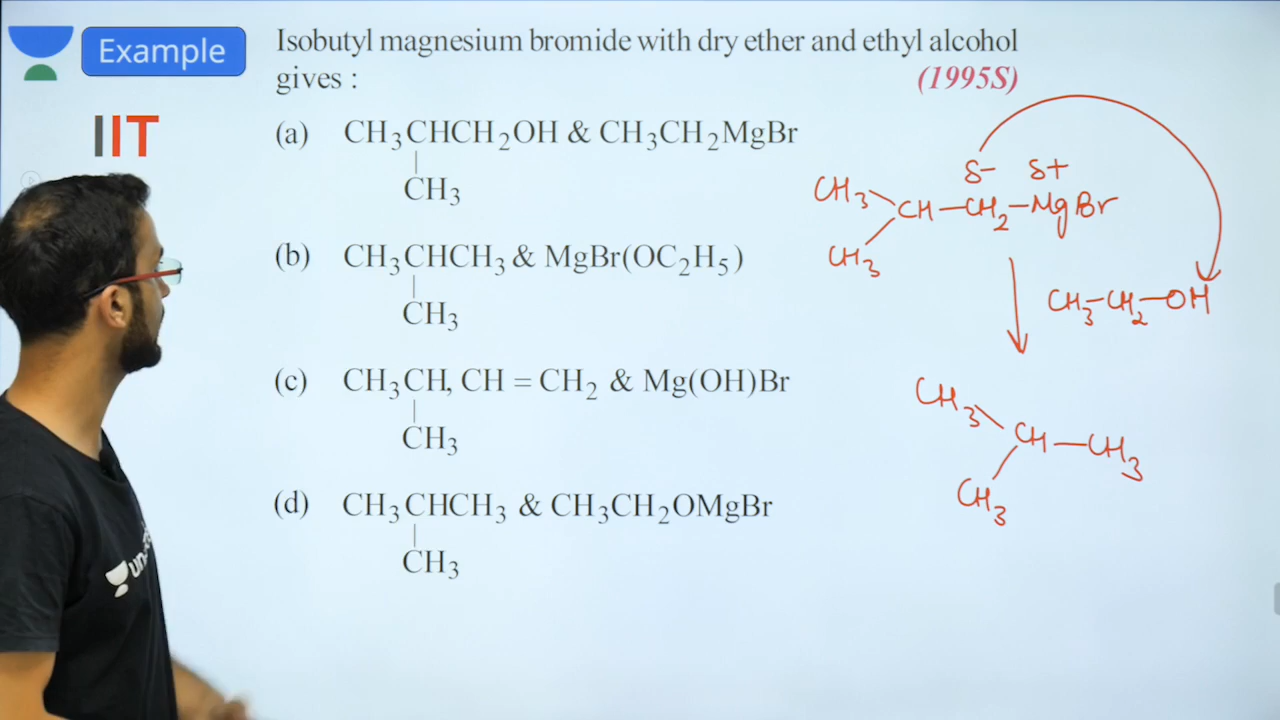 Example
Isobutyl magnesium bromide with dry ether and ethyl alcohol
gives :
(1995S)
IIT
(a) CH₃CHCH₂OH & CH₃CH₂MgBr
|
CH₃
(b) CH₃CHCH₃ & MgBr(OC₂H₅)
|
CH₃
(c) CH₃CH, CH = CH₂ & Mg(OH)Br
|
CH₃
(d) CH₃CHCH₃ & CH₃CH₂OMgBr
|
CH₃
δ- δ+
CH₃
CH—CH₂—MgBr
CH₃
CH₃—CH₂—OH
CH₃
CH—CH₃
CH₃